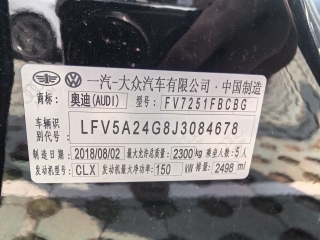 一汽-大众汽车有限公司·中国制造
商标: 奥迪(AUDI) 型号: FV7251FBCBG
车辆识别代号: LFV5A24G8J3084678
制造日期: 2018/08/02 最大允许总质量: 2300kg 乘坐人数: 5人
发动机型号: CLX 发动机最大净功率: 150 kW 排量: 2498 ml